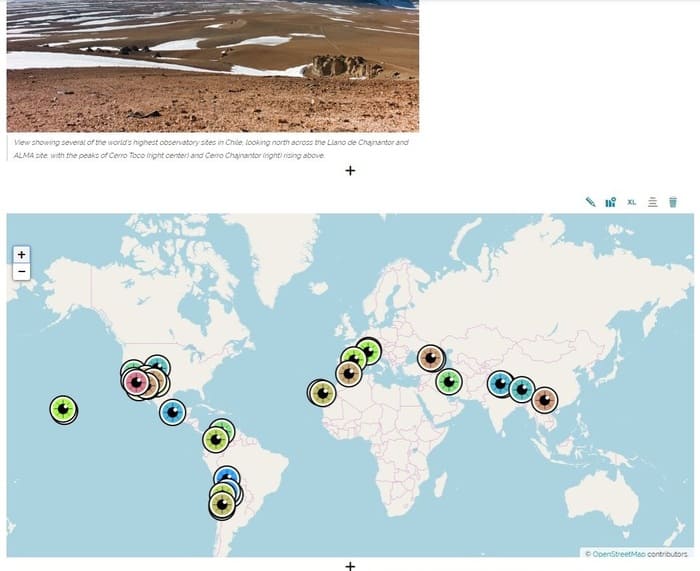 View showing several of the world's highest observatory sites in Chile, looking north across the Llano de Chajnantor and
ALMA site, with the peaks of Cerro Toco (right center) and Cerro Chajnantor (right) rising above.
+
XL
+
−
© OpenStreetMap contributors
+